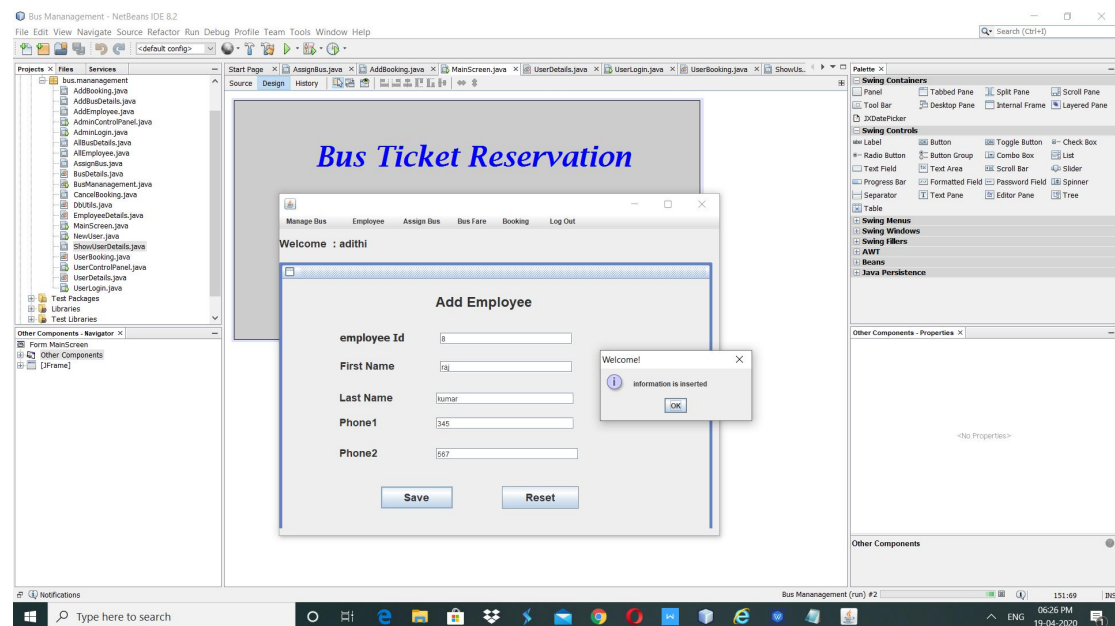 Bus Mananagement - NetBeans IDE 8.2
File Edit View Navigate Source Refactor Run Debug Profile Team Tools Window Help
Search (Ctrl+I)
<default config>
Projects Files Services
bus.mananagement
AddBooking.java
AddBusDetails.java
AddEmployee.java
AdminControlPanel.java
AdminLogin.java
AllBusDetails.java
AllEmployee.java
AssignBus.java
BusDetails.java
BusMananagement.java
CancelBooking.java
DbUtils.java
EmployeeDetails.java
MainScreen.java
NewUser.java
ShowUserDetails.java
UserBooking.java
UserControlPanel.java
UserDetails.java
UserLogin.java
Test Packages
Libraries
Test Libraries
Other Components - Navigator
Form MainScreen
Other Components
[JFrame]
Start Page AssignBus.java AddBooking.java MainScreen.java UserDetails.java UserLogin.java UserBooking.java ShowUs..
Source Design History
Bus Ticket Reservation
Manage Bus Employee Assign Bus Bus Fare Booking Log Out
Welcome : adithi
Add Employee
employee Id 8
First Name raj
Last Name kumar
Phone1 345
Phone2 567
Save Reset
Welcome!
information is inserted
OK
Palette
Swing Containers
Panel Tabbed Pane Split Pane Scroll Pane
Tool Bar Desktop Pane Internal Frame Layered Pane
JXDatePicker
Swing Controls
Label Button Toggle Button Check Box
Radio Button Button Group Combo Box List
Text Field Text Area Scroll Bar Slider
Progress Bar Formatted Field Password Field Spinner
Separator Text Pane Editor Pane Tree
Table
Swing Menus
Swing Windows
Swing Fillers
AWT
Beans
Java Persistence
Other Components - Properties
<No Properties>
Other Components
Notifications
Bus Mananagement (run) #2
151:69 INS
Type here to search
ENG
06:26 PM
19-04-2020